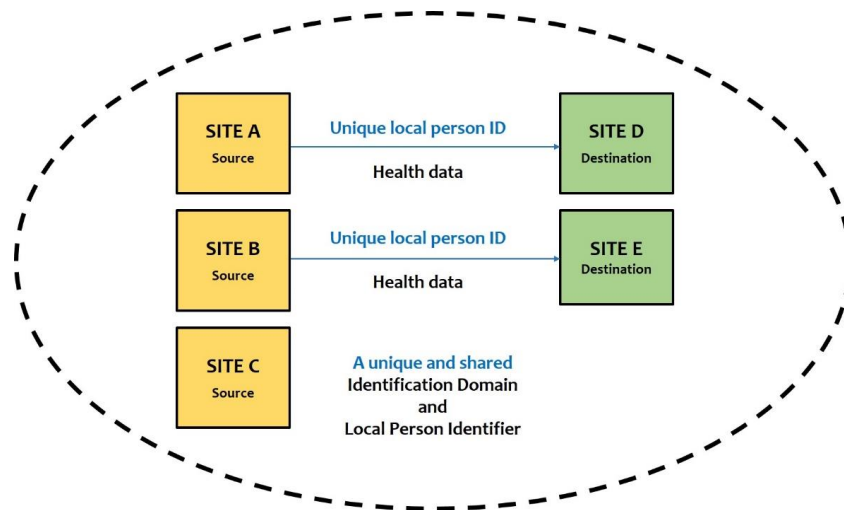 SITE A
Source
Unique local person ID
Health data
SITE D
Destination
SITE B
Source
Unique local person ID
Health data
SITE E
Destination
SITE C
Source
A unique and shared
Identification Domain
and
Local Person Identifier